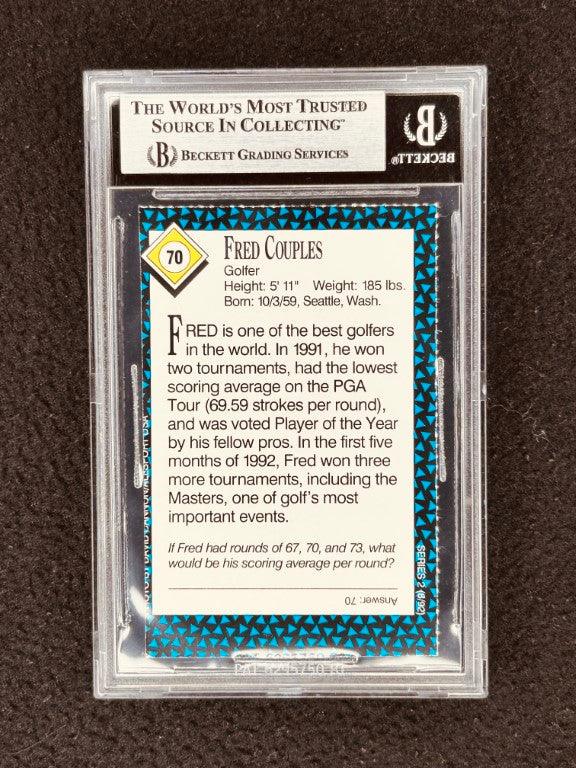 THE WORLD'S MOST TRUSTED
SOURCE IN COLLECTING™
B BECKETT GRADING SERVICES
B
BECKETT®
70
FRED COUPLES
Golfer
Height: 5' 11" Weight: 185 lbs.
Born: 10/3/59, Seattle, Wash.
FRED is one of the best golfers
in the world. In 1991, he won
two tournaments, had the lowest
scoring average on the PGA
Tour (69.59 strokes per round),
and was voted Player of the Year
by his fellow pros. In the first five
months of 1992, Fred won three
more tournaments, including the
Masters, one of golf's most
important events.
If Fred had rounds of 67, 70, and 73, what
would be his scoring average per round?
Answer: 70
SERIES 2 (8/92)